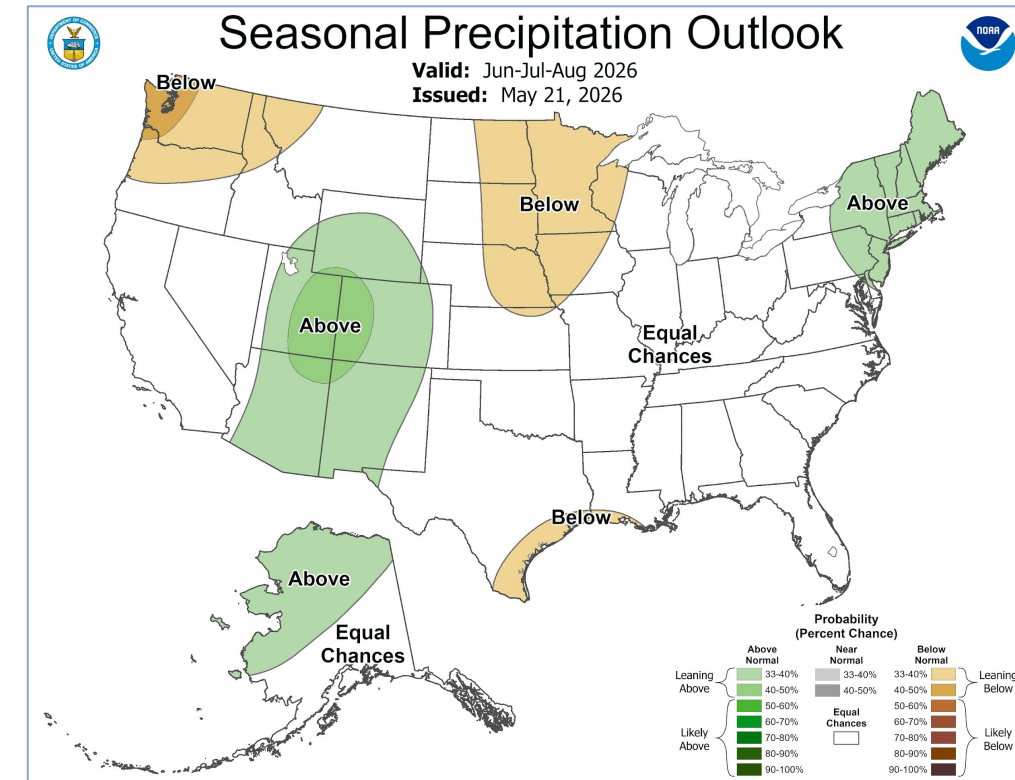 Seasonal Precipitation Outlook
Valid: Jun-Jul-Aug 2026
Issued: May 21, 2026
NOAA
Below
Below
Above
Above
Equal
Chances
Below
Above
Equal
Chances
Probability
(Percent Chance)
Above
Normal
Near
Normal
Below
Normal
Leaning
Above
33-40%
40-50%
50-60%
60-70%
70-80%
80-90%
90-100%
Likely
Above
33-40%
40-50%
Equal
Chances
33-40%
40-50%
50-60%
60-70%
70-80%
80-90%
90-100%
Leaning
Below
Likely
Below